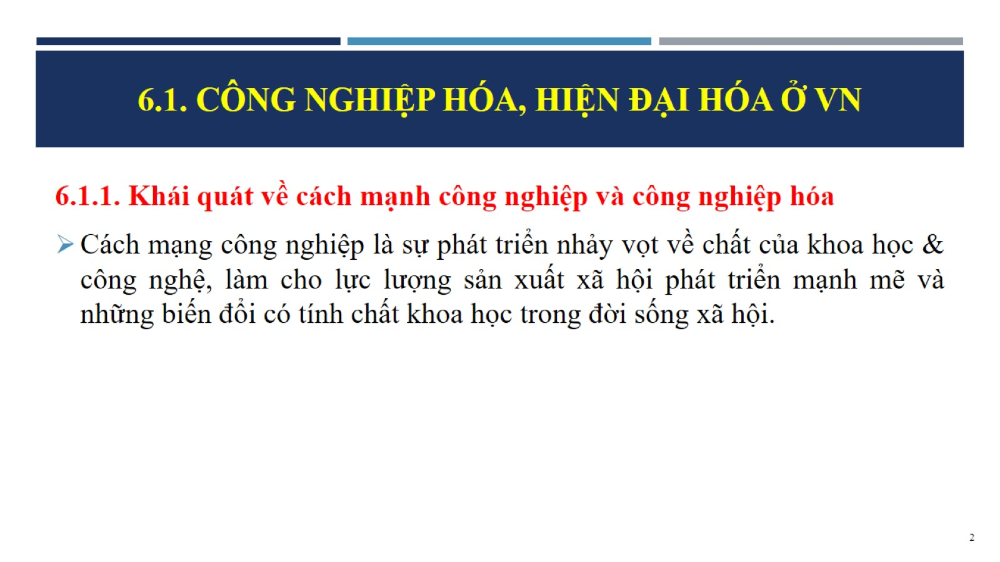 6.1. CÔNG NGHIỆP HÓA, HIỆN ĐẠI HÓA Ở VN
6.1.1. Khái quát về cách mạnh công nghiệp và công nghiệp hóa
Cách mạng công nghiệp là sự phát triển nhảy vọt về chất của khoa học &
công nghệ, làm cho lực lượng sản xuất xã hội phát triển mạnh mẽ và
những biến đổi có tính chất khoa học trong đời sống xã hội.
2